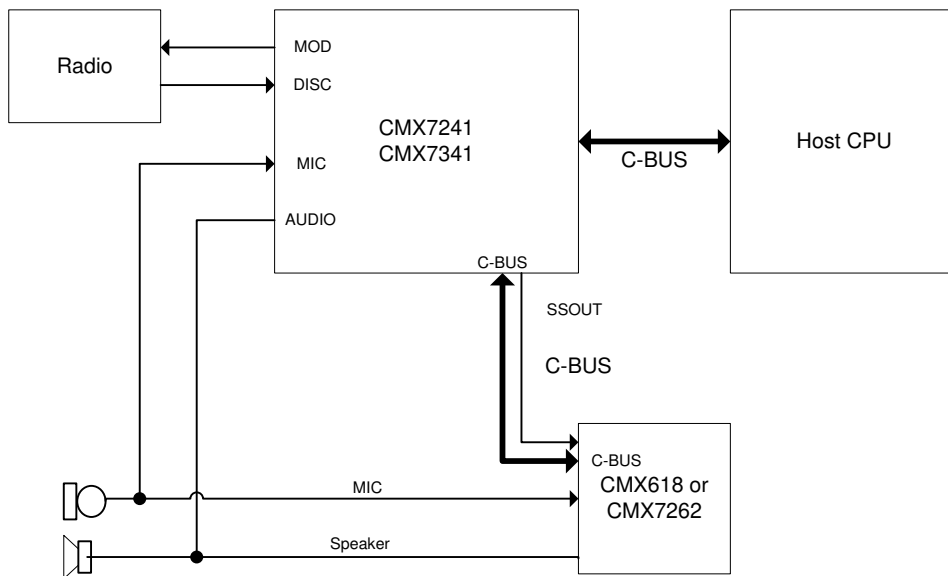 Radio
MOD
DISC
CMX7241
CMX7341
MIC
AUDIO
C-BUS
Host CPU
C-BUS
SSOUT
C-BUS
C-BUS
CMX618 or
CMX7262
MIC
Speaker